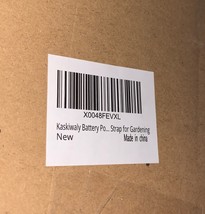 X0048FEVXL
Kaskiwaly Battery Po... Strap for Gardening
New
Made in china